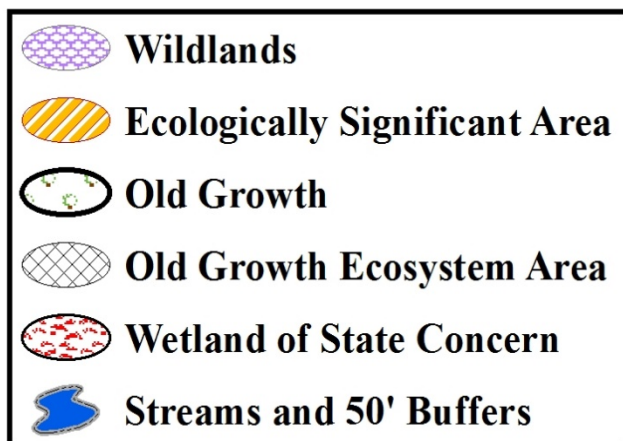 Wildlands
Ecologically Significant Area
Old Growth
Old Growth Ecosystem Area
Wetland of State Concern
Streams and 50' Buffers